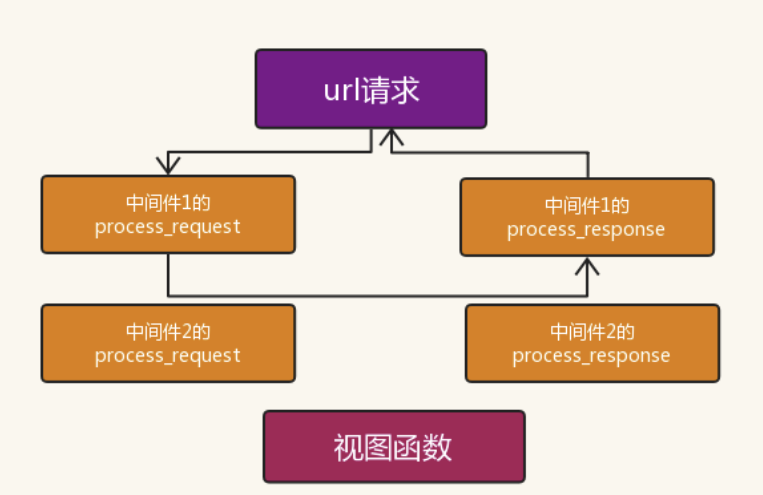 url请求
中间件1的
process_request
中间件1的
process_response
中间件2的
process_request
中间件2的
process_response
视图函数